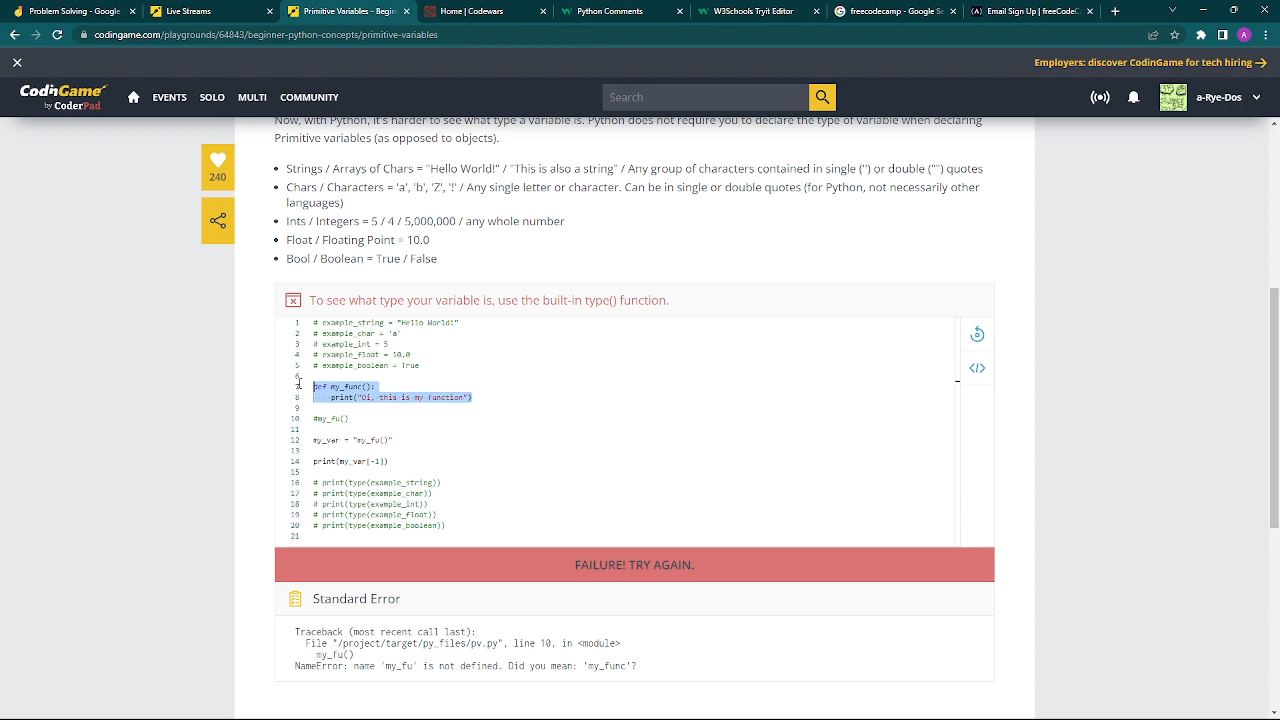 Problem Solving - Google
Live Streams
Primitive Variables - Begin
Home | Codewars
Python Comments
W3Schools Tryit Editor
freecodecamp - Google Se
Email Sign Up | freeCodeC
codingame.com/playgrounds/64843/beginner-python-concepts/primitive-variables
A
Employers: discover CodinGame for tech hiring
CodinGame
by CoderPad
EVENTS
SOLO
MULTI
COMMUNITY
Search
a-Rye-Dos
Now, with Python, it's harder to see what type a variable is. Python does not require you to declare the type of variable when declaring
Primitive variables (as opposed to objects).
240
• Strings / Arrays of Chars = "Hello World!" / "This is also a string" / Any group of characters contained in single (') or double ("") quotes
• Chars / Characters = 'a', 'b', 'Z', '!' / Any single letter or character. Can be in single or double quotes (for Python, not necessarily other
languages)
• Ints / Integers = 5 / 4 / 5,000,000 / any whole number
• Float / Floating Point = 10.0
• Bool / Boolean = True / False
To see what type your variable is, use the built-in type() function.
1 # example_string = "Hello World!"
2 # example_char = 'a'
3 # example_int = 5
4 # example_float = 10.0
5 # example_boolean = True
6
7 def my_func():
8 print("Oi, this is my function")
9
10 #my_fu()
11
12 my_var = "my_fu()"
13
14 print(my_var[-1])
15
16 # print(type(example_string))
17 # print(type(example_char))
18 # print(type(example_int))
19 # print(type(example_float))
20 # print(type(example_boolean))
21
FAILURE! TRY AGAIN.
Standard Error
Traceback (most recent call last):
File "/project/target/py_files/pv.py", line 10, in <module>
my_fu()
NameError: name 'my_fu' is not defined. Did you mean: 'my_func'?